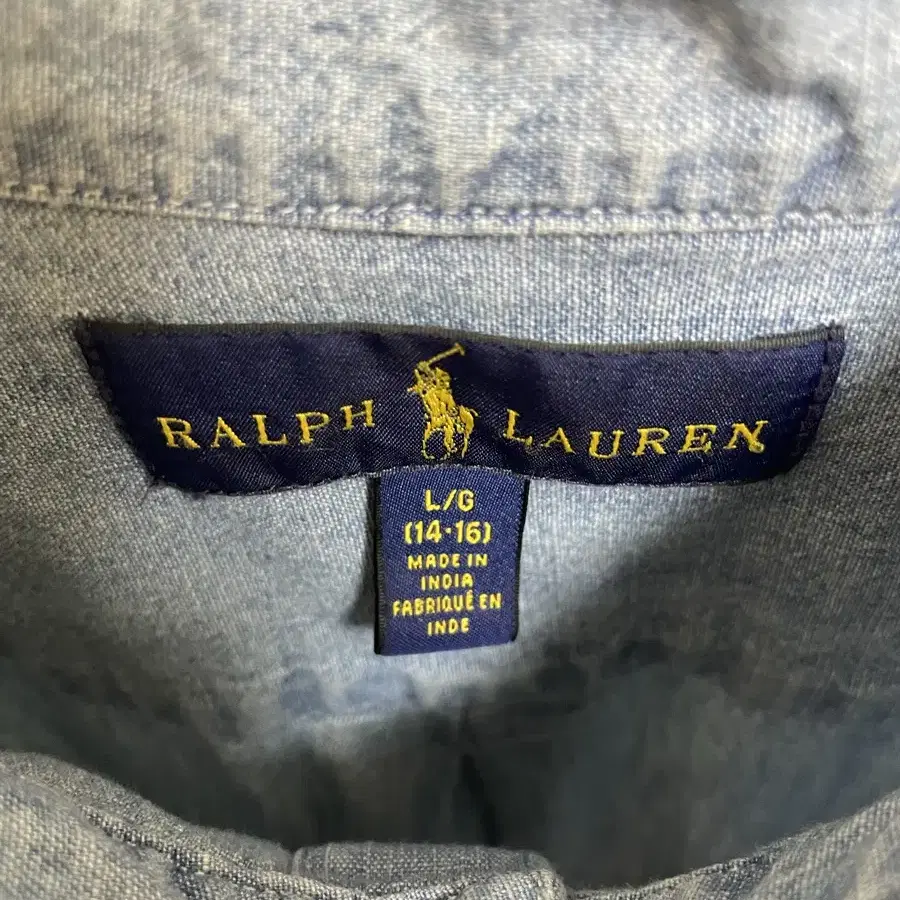 RALPH LAUREN
L/G
(14-16)
MADE IN
INDIA
FABRIQUÉ EN
INDE